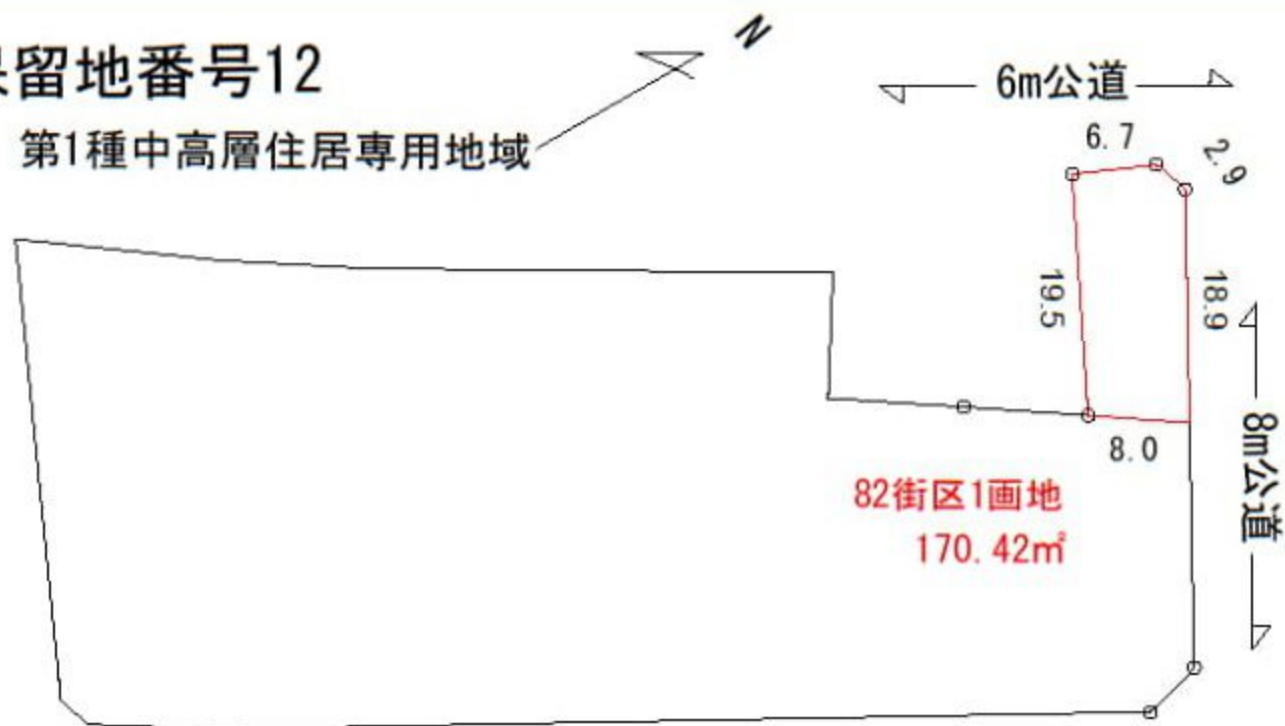 留地番号12
N
6m公道
第1種中高層住居専用地域
6.7
2.9
19.5
18.9
8.0
8m公道
82街区1画地
170.42㎡